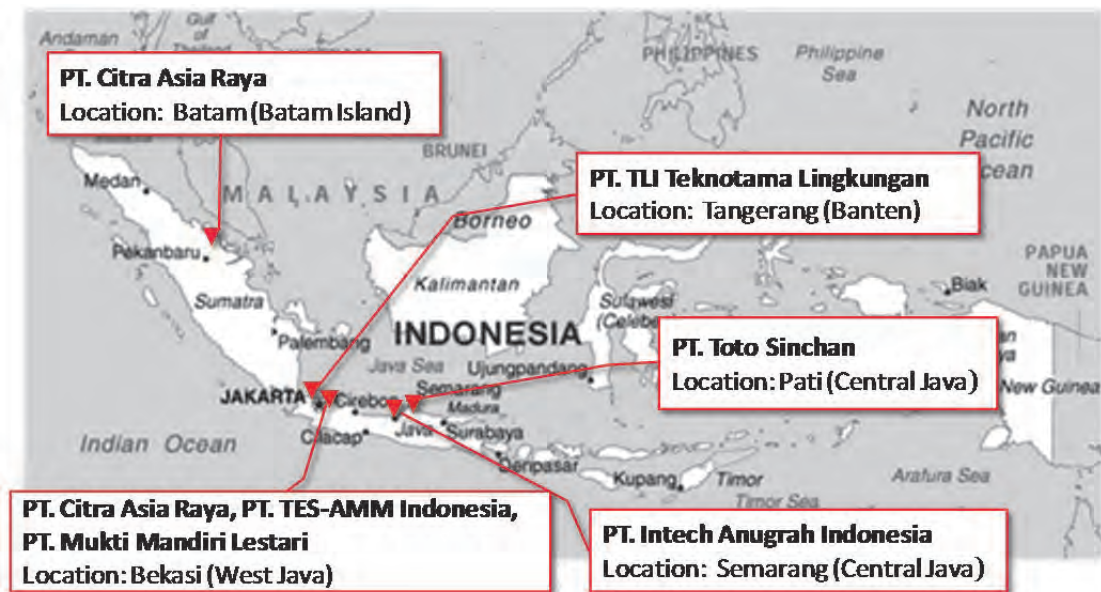 Andaman
Gulf
of
Thailand
PHILIPPINES
Philippine
Sea
PT. Citra Asia Raya
Location: Batam (Batam Island)
North
Pacific
BRUNEI
PT. TLI Teknotama Lingkungan
Location: Tangerang (Banten)
Medan
MALAYSIA
Borneo
Pekanbaru
Kalimantan
PAPUA
NEW
GUINEA
Biak
Sumatra
Sulawesi
INDONESIA
Palembang
PT. Toto Sinchan
Location: Pati (Central Java)
Java Sea
Ujungpandang
New Guinea
JAKARTA
Semarang
Madura
Java
Surabaya
Indian Ocean
Cilacap
Denpasar
Kupang
Timor
Arafura Sea
Timor Sea
PT. Citra Asia Raya, PT. TES-AMM Indonesia,
PT. Mukti Mandiri Lestari
Location: Bekasi (West Java)
PT. Intech Anugrah Indonesia
Location: Semarang (Central Java)